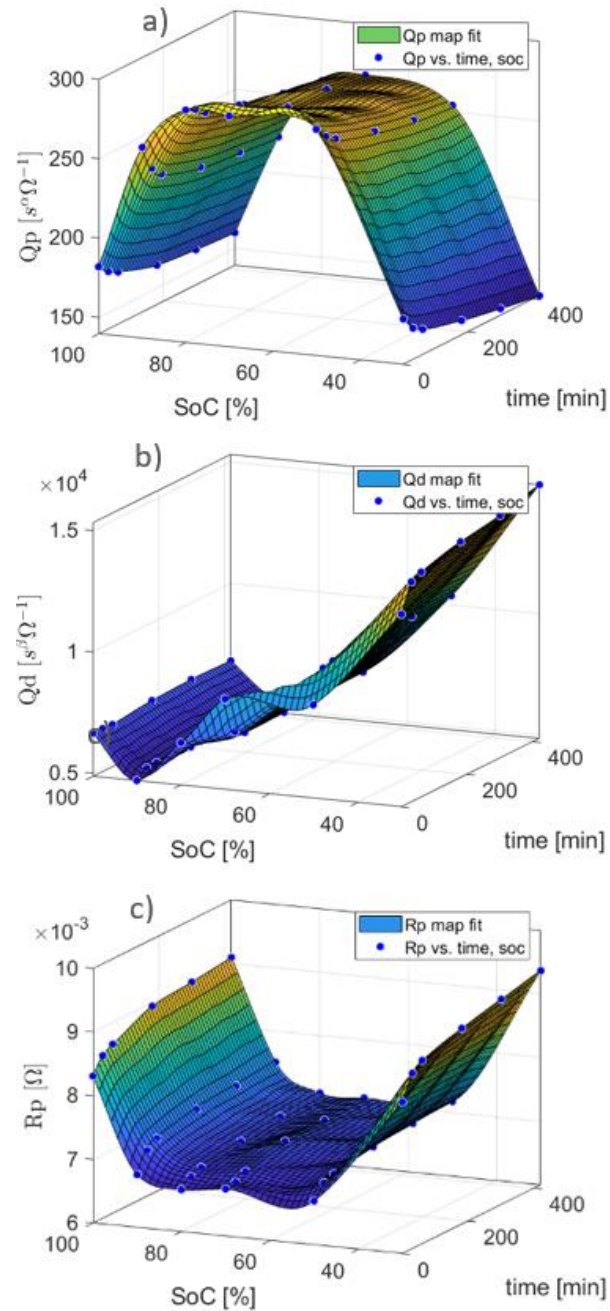 a)
Qp map fit
Qp vs. time, soc
300
250
200
150
Qp [s^α Ω^-1]
100
80
60
40
SoC [%]
0
200
400
time [min]
b)
× 10^4
Qd map fit
Qd vs. time, soc
1.5
1
0.5
Qd [s^β Ω^-1]
100
80
60
40
SoC [%]
0
200
400
time [min]
c)
× 10^-3
Rp map fit
Rp vs. time, soc
10
9
8
7
6
Rp [Ω]
100
80
60
40
SoC [%]
0
200
400
time [min]